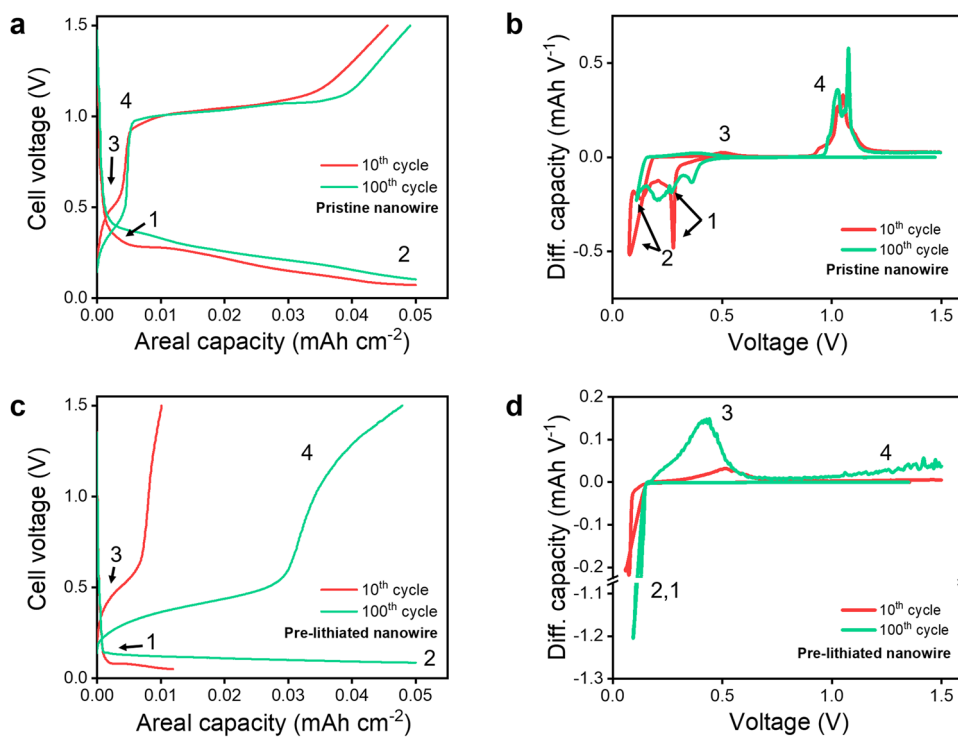 a
1.5
1.0
0.5
0.0
Cell voltage (V)
4
3
1
2
10th cycle
100th cycle
Pristine nanowire
0.00 0.01 0.02 0.03 0.04 0.05
Areal capacity (mAh cm-2)
b
0.5
0.0
-0.5
Diff. capacity (mAh V-1)
4
3
1
2
10th cycle
100th cycle
Pristine nanowire
0.0 0.5 1.0 1.5
Voltage (V)
c
1.5
1.0
0.5
0.0
Cell voltage (V)
4
3
1
2
10th cycle
100th cycle
Pre-lithiated nanowire
0.00 0.01 0.02 0.03 0.04 0.05
Areal capacity (mAh cm-2)
d
0.2
0.1
0.0
-0.1
-0.2
-1.1
-1.2
-1.3
Diff. capacity (mAh V-1)
3
4
2,1
10th cycle
100th cycle
Pre-lithiated nanowire
0.0 0.5 1.0 1.5
Voltage (V)